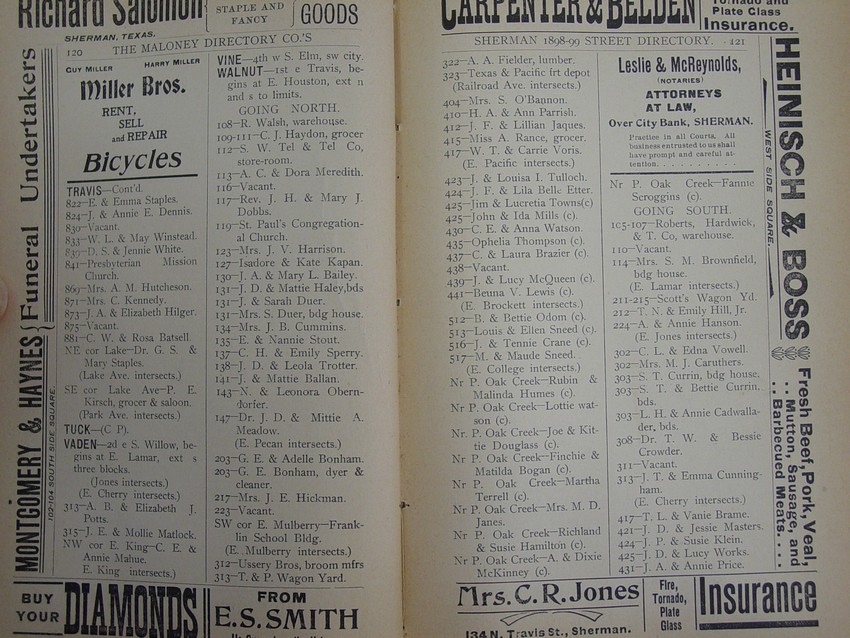 Richard Salomon
STAPLE AND
FANCY
GOODS
SHERMAN, TEXAS.
120 THE MALONEY DIRECTORY CO.'S
Funeral Undertakers
MONTGOMERY & HAYNES
102-104 SOUTH SIDE SQUARE.
GUY MILLER HARRY MILLER
Miller Bros.
RENT,
SELL
and REPAIR
Bicycles
TRAVIS—Cont'd.
822—E. & Emma Staples.
824—J. & Annie E. Dennis.
830—Vacant.
833—W. L. & May Winstead.
839—D. S. & Jennie White.
841—Presbyterian Mission
Church.
869—Mrs. A. M. Hutcheson.
871—Mrs. C. Kennedy.
873—J. A. & Elizabeth Hilger.
875—Vacant.
881—C. W. & Rosa Batsell.
NE cor Lake—Dr. G. S. &
Mary Staples.
(Lake Ave. intersects.)
SE cor Lake Ave—P. E.
Kirsch, grocer & saloon.
(Park Ave. intersects.)
TUCK—(C P).
VADEN—2d e S. Willow, be-
gins at E. Lamar, ext s
three blocks.
(Jones intersects.)
(E. Cherry intersects.)
313—A. B. & Elizabeth J.
Potts.
315—J. E. & Mollie Matlock.
NW cor E. King—C. E. &
Annie Mahue.
E. King intersects.)
VINE—4th w S. Elm, sw city.
WALNUT—1st e Travis, be-
gins at E. Houston, ext n
and s to limits.
GOING NORTH.
108—R. Walsh, warehouse.
109-111—C. J. Haydon, grocer
112—S. W. Tel & Tel Co,
store-room.
113—A. C. & Dora Meredith.
116—Vacant.
117—Rev. J. H. & Mary J.
Dobbs.
119—St. Paul's Congregation-
al Church.
123—Mrs. J. V. Harrison.
127—Isadore & Kate Kapan.
130—J. A. & Mary L. Bailey.
131—J. D. & Mattie Haley,bds
131—J. & Sarah Duer.
131—Mrs. S. Duer, bdg house.
134—Mrs. J. B. Cummins.
135—E. & Nannie Stout.
137—C. H. & Emily Sperry.
138—J. D. & Leola Trotter.
141—J. & Mattie Ballan.
143—N. & Leonora Obern-
dorfer.
147—Dr. J. D. & Mittie A.
Meadow.
(E. Pecan intersects.)
203—G. E. & Adelle Bonham.
203—G. E. Bonham, dyer &
cleaner.
217—Mrs. J. E. Hickman.
223—Vacant.
SW cor E. Mulberry—Frank-
lin School Bldg.
(E. Mulberry intersects.)
312—Ussery Bros, broom mfrs
313—T. & P. Wagon Yard.
BUY
YOUR
DIAMONDS
FROM
E. S. SMITH
CARPENTER & BELDEN
Tornado and
Plate Glass
Insurance.
SHERMAN 1898-99 STREET DIRECTORY. 121
322—A. A. Fielder, lumber.
323—Texas & Pacific frt depot
(Railroad Ave. intersects.)
404—Mrs. S. O'Bannon.
410—H. A. & Ann Parrish.
412—J. F. & Lillian Jaques.
415—Miss A. Rance, grocer.
417—W. T. & Carrie Voris.
(E. Pacific intersects.)
423—J. & Louisa I. Tulloch.
424—J. F. & Lila Belle Etter.
425—Jim & Lucretia Towns(c)
425—John & Ida Mills (c).
430—C. E. & Anna Watson.
435—Ophelia Thompson (c).
437—C. & Laura Brazier (c).
438—Vacant.
439—J. & Lucy McQueen (c).
441—Beuna V. Lewis (c).
(E. Brockett intersects.)
512—B. & Bettie Odom (c).
513—Louis & Ellen Sneed (c).
516—J. & Tennie Crane (c).
517—M. & Maude Sneed.
(E. College intersects.)
Nr P. Oak Creek—Rubin &
Malinda Humes (c).
Nr P. Oak Creek—Lottie wat-
son (c).
Nr P. Oak Creek—Joe & Kit-
tie Douglass (c).
Nr P. Oak Creek—Finchie &
Matilda Bogan (c).
Nr P. Oak Creek—Martha
Terrell (c).
Nr P. Oak Creek—Mrs. M. D.
Janes.
Nr P. Oak Creek—Richland
& Susie Hamilton (c).
Nr P. Oak Creek—A. & Dixie
McKinney (c).
Leslie & McReynolds,
(NOTARIES)
ATTORNEYS
AT LAW,
Over City Bank, SHERMAN.
Practice in all Courts. All
business entrusted to us shall
have prompt and careful at-
tention. . . . . . . . . . .
Nr P. Oak Creek—Fannie
Scroggins (c).
GOING SOUTH.
105-107—Roberts, Hardwick,
& T. Co, warehouse.
110—Vacant.
114—Mrs. S. M. Brownfield,
bdg house.
(E. Lamar intersects.)
211-215—Scott's Wagon Yd.
212—T. N. & Emily Hill, Jr.
224—A. & Annie Hanson.
(E. Jones intersects.)
302—C. L. & Edna Vowell.
302—Mrs. M. J. Caruthers.
303—S. T. Currin, bdg house.
303—S. T. & Bettie Currin,
bds.
303—L. H. & Annie Cadwalla-
der, bds.
308—Dr. T. W. & Bessie
Crowder.
311—Vacant.
313—J. T. & Emma Cunning-
ham.
(E. Cherry intersects.)
417—T. L. & Vanie Brame.
421—J. D. & Jessie Masters.
424—J. P. & Susie Klein.
425—J. D. & Lucy Works.
431—J. A. & Annie Price.
HEINISCH & BOSS
WEST SIDE SQUARE.
Fresh Beef, Pork, Veal,
. . Mutton, Sausage, and
. . Barbecued Meats. . . .
Mrs. C. R. Jones
134 N. Travis St., Sherman.
Fire,
Tornado,
Plate
Glass
Insurance